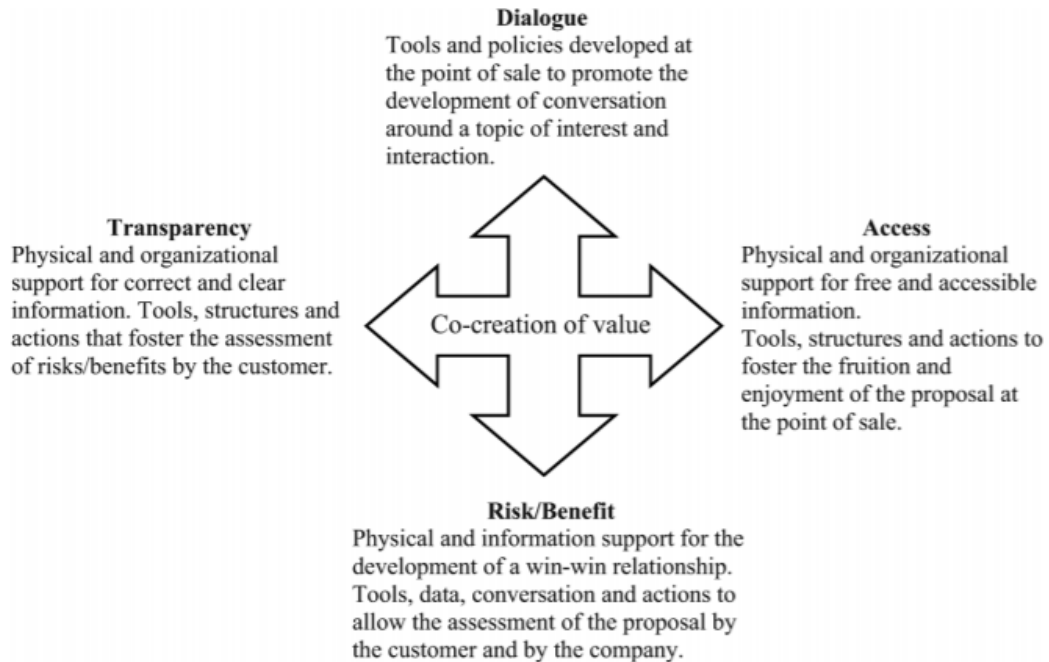 Dialogue
Tools and policies developed at
the point of sale to promote the
development of conversation
around a topic of interest and
interaction.
Transparency
Physical and organizational
support for correct and clear
information. Tools, structures and
actions that foster the assessment
of risks/benefits by the customer.
Co-creation of value
Access
Physical and organizational
support for free and accessible
information.
Tools, structures and actions to
foster the fruition and
enjoyment of the proposal at
the point of sale.
Risk/Benefit
Physical and information support for the
development of a win-win relationship.
Tools, data, conversation and actions to
allow the assessment of the proposal by
the customer and by the company.